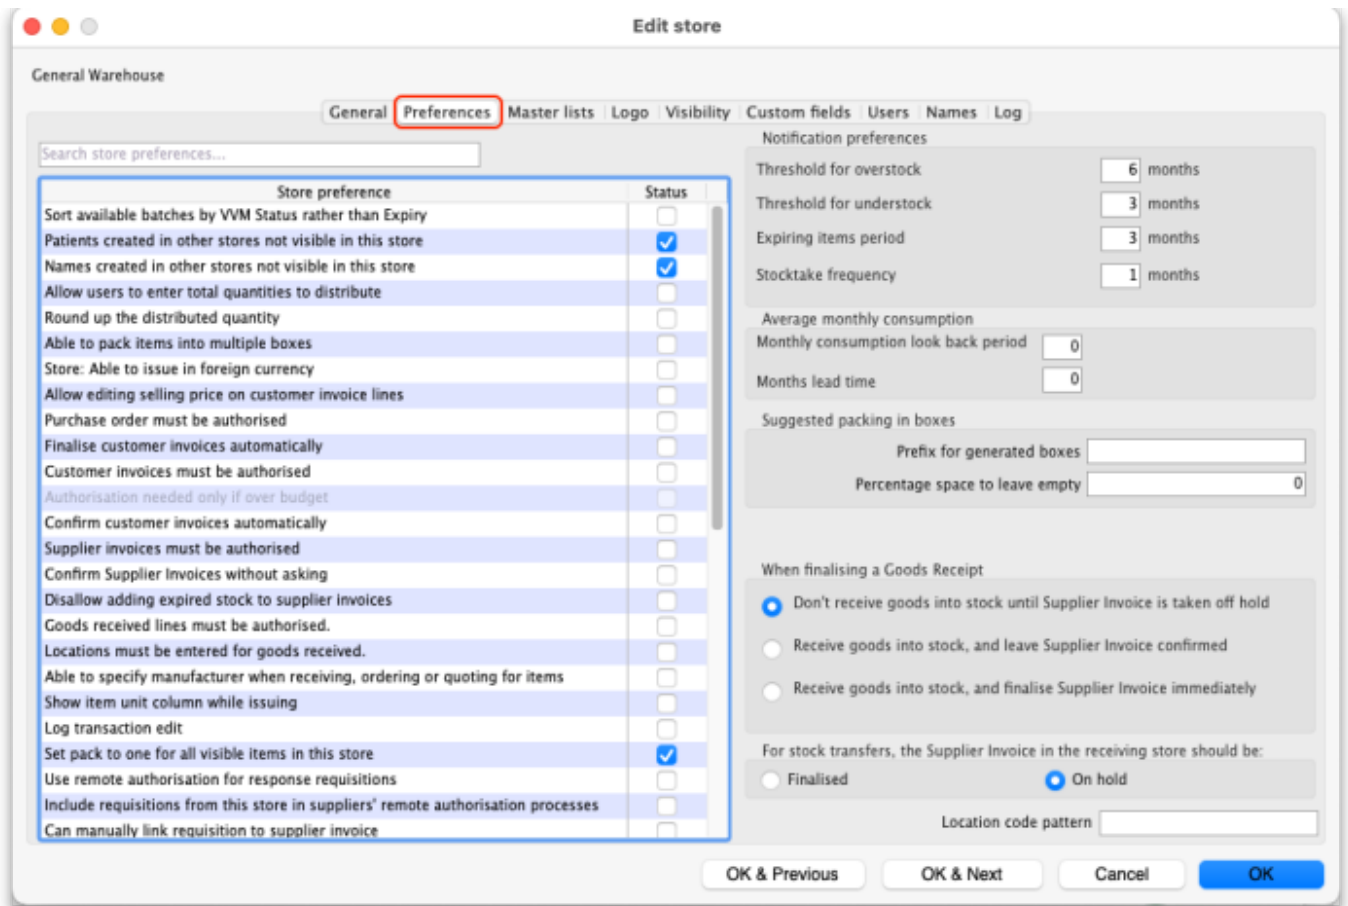 Edit store
General Warehouse
General Preferences Master lists Logo Visibility Custom fields Users Names Log
Search store preferences...
Store preference Status
Sort available batches by VVM Status rather than Expiry
Patients created in other stores not visible in this store
Names created in other stores not visible in this store
Allow users to enter total quantities to distribute
Round up the distributed quantity
Able to pack items into multiple boxes
Store: Able to issue in foreign currency
Allow editing selling price on customer invoice lines
Purchase order must be authorised
Finalise customer invoices automatically
Customer invoices must be authorised
Authorisation needed only if over budget
Confirm customer invoices automatically
Supplier invoices must be authorised
Confirm Supplier Invoices without asking
Disallow adding expired stock to supplier invoices
Goods received lines must be authorised.
Locations must be entered for goods received.
Able to specify manufacturer when receiving, ordering or quoting for items
Show item unit column while issuing
Log transaction edit
Set pack to one for all visible items in this store
Use remote authorisation for response requisitions
Include requisitions from this store in suppliers' remote authorisation processes
Can manually link requisition to supplier invoice
Notification preferences
Threshold for overstock 6 months
Threshold for understock 3 months
Expiring items period 3 months
Stocktake frequency 1 months
Average monthly consumption
Monthly consumption look back period 0
Months lead time 0
Suggested packing in boxes
Prefix for generated boxes
Percentage space to leave empty 0
When finalising a Goods Receipt
Don't receive goods into stock until Supplier Invoice is taken off hold
Receive goods into stock, and leave Supplier Invoice confirmed
Receive goods into stock, and finalise Supplier Invoice immediately
For stock transfers, the Supplier Invoice in the receiving store should be:
Finalised On hold
Location code pattern
OK & Previous OK & Next Cancel OK